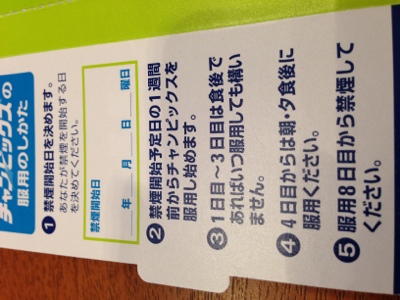 チャンピックスの
服用のしかた
1 禁煙開始日を決めます。
あなたが禁煙を開始する日
を決めてください。
禁煙開始日
年 月 日 曜日
2 禁煙開始予定日の1週間
前からチャンピックスを
服用し始めます。
3 1日目～3日目は食後で
あればいつ服用しても構い
ません。
4 4日目からは朝・夕食後に
服用ください。
5 服用8日目から禁煙して
ください。